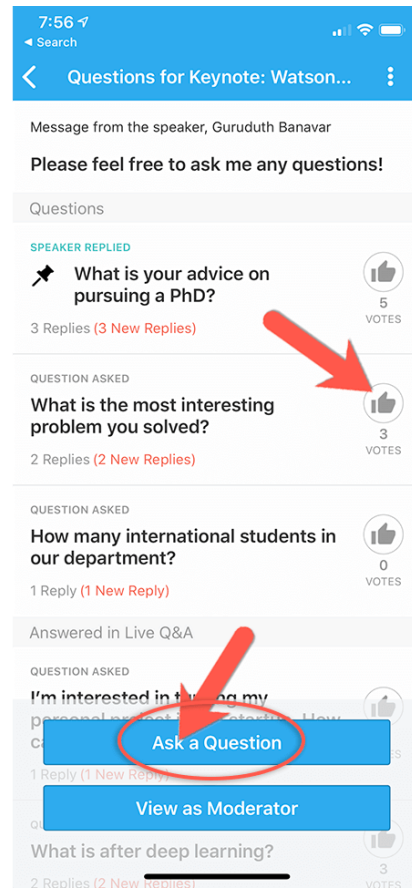 7:56
Search
Questions for Keynote: Watson...
Message from the speaker, Guruduth Banavar
Please feel free to ask me any questions!
Questions
SPEAKER REPLIED
What is your advice on
pursuing a PhD?
5
VOTES
3 Replies (3 New Replies)
QUESTION ASKED
What is the most interesting
problem you solved?
3
VOTES
2 Replies (2 New Replies)
QUESTION ASKED
How many international students in
our department?
0
VOTES
1 Reply (1 New Reply)
Answered in Live Q&A
QUESTION ASKED
I'm interested in my
personal How
Ask a Question
1 Reply (1 New Reply)
View as Moderator
What is after deep learning?
3
VOTES
2 Replies (2 New Replies)